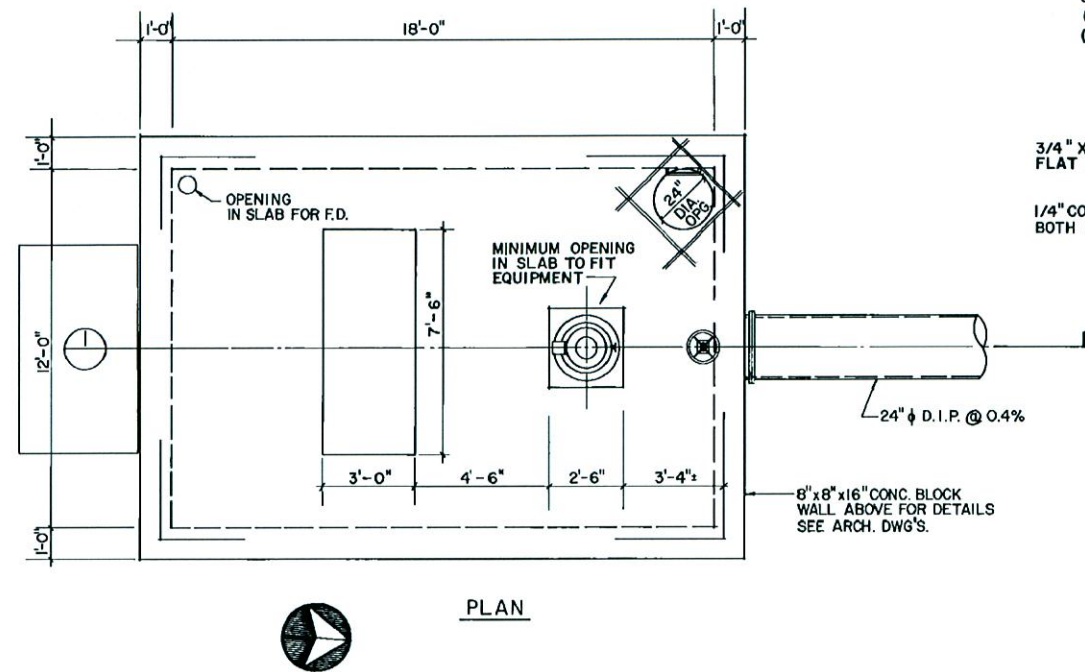 1'-0"
18'-0"
1'-0"
3/4" X
FLAT
1/4" CO
BOTH
1'-0"
OPENING
IN SLAB FOR F.D.
24"
DIA.
OPG.
MINIMUM OPENING
IN SLAB TO FIT
EQUIPMENT
7'-6"
12'-0"
1
24" ϕ D.I.P. @ 0.4%
3'-0"
4'-6"
2'-6"
3'-4"±
8"x8"x16" CONC. BLOCK
WALL ABOVE FOR DETAILS
SEE ARCH. DWG'S.
1'-0"
PLAN